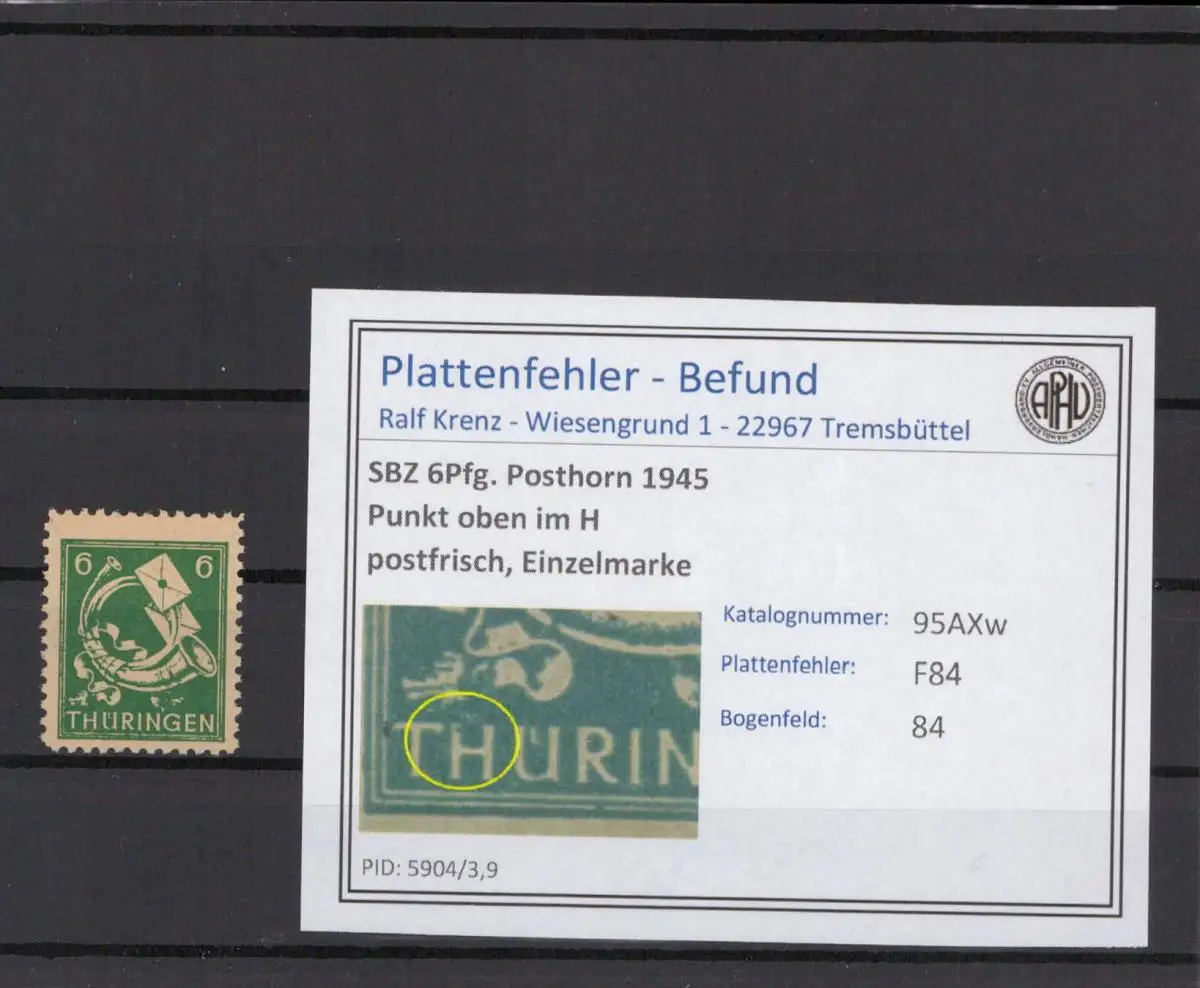 Plattenfehler - Befund
Ralf Krenz - Wiesengrund 1 - 22967 Tremsbüttel
APHV
SBZ 6Pfg. Posthorn 1945
Punkt oben im H
postfrisch, Einzelmarke
6 6
THÜRINGEN
THÜRIN
Katalognummer: 95AXw
Plattenfehler: F84
Bogenfeld: 84
PID: 5904/3,9